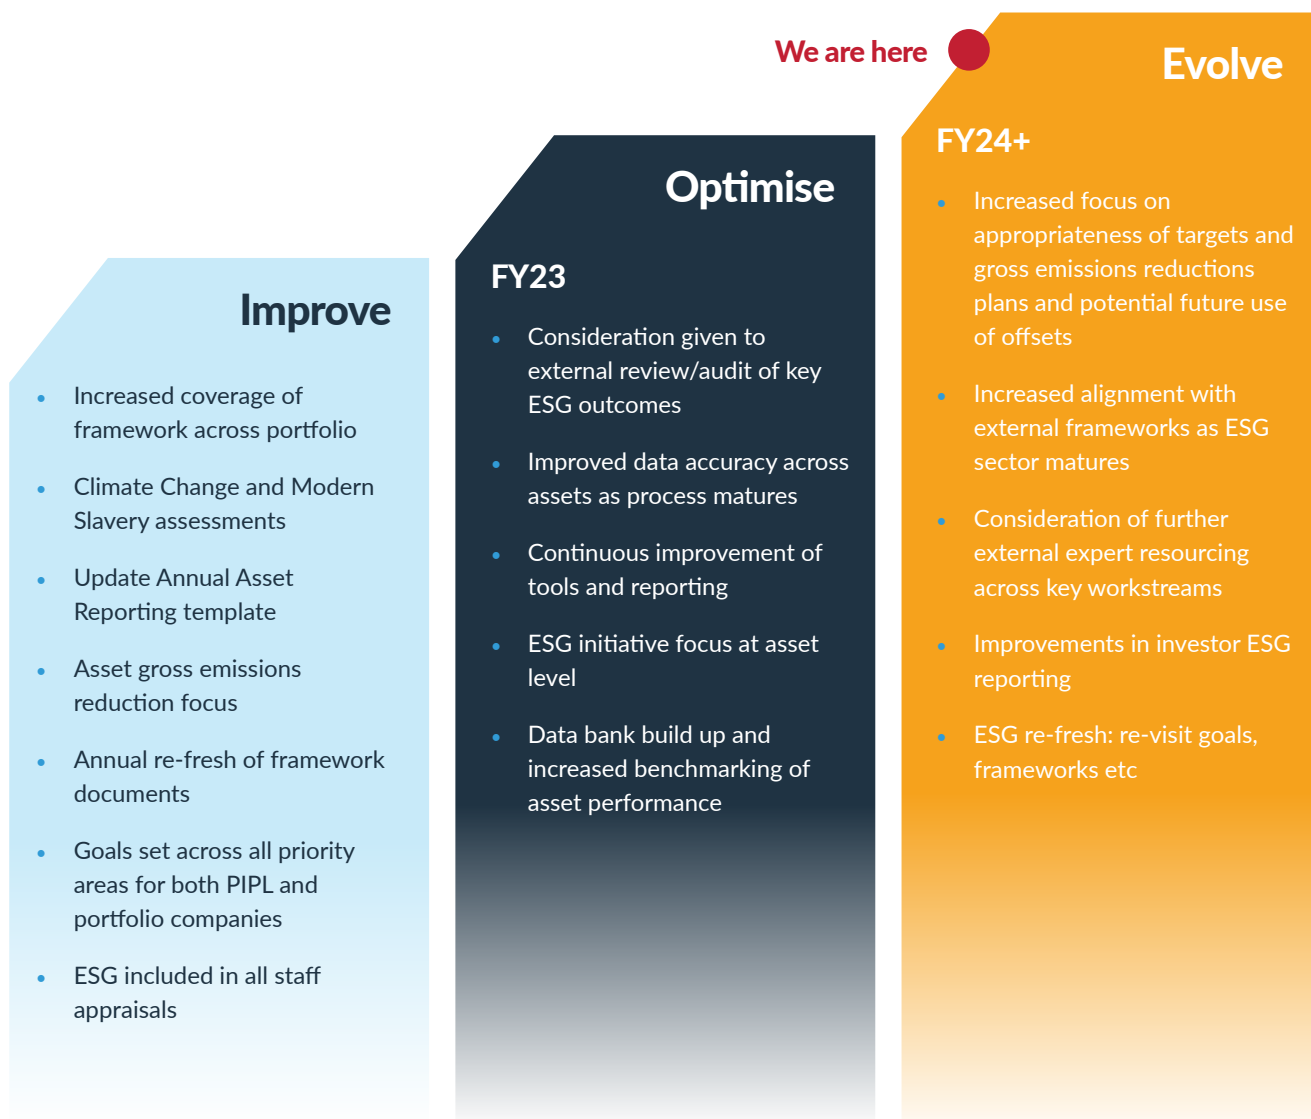 Improve
• Increased coverage of
framework across portfolio
• Climate Change and Modern
Slavery assessments
• Update Annual Asset
Reporting template
• Asset gross emissions
reduction focus
• Annual re-fresh of framework
documents
• Goals set across all priority
areas for both PIPL and
portfolio companies
• ESG included in all staff
appraisals
Optimise
FY23
• Consideration given to
external review/audit of key
ESG outcomes
• Improved data accuracy across
assets as process matures
• Continuous improvement of
tools and reporting
• ESG initiative focus at asset
level
• Data bank build up and
increased benchmarking of
asset performance
We are here
Evolve
FY24+
• Increased focus on
appropriateness of targets and
gross emissions reductions
plans and potential future use
of offsets
• Increased alignment with
external frameworks as ESG
sector matures
• Consideration of further
external expert resourcing
across key workstreams
• Improvements in investor ESG
reporting
• ESG re-fresh: re-visit goals,
frameworks etc